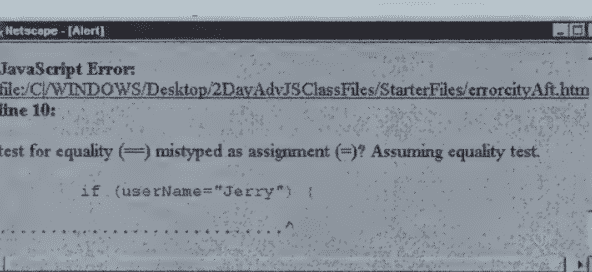 Netscape - [Alert]
JavaScript Error:
file:/C|/WINDOWS/Desktop/2DayAdvJSClassFiles/StarterFiles/errorcityAft.htm
line 10:
test for equality (==) mistyped as assignment (=)? Assuming equality test.
if (userName="Jerry") {
.............................^